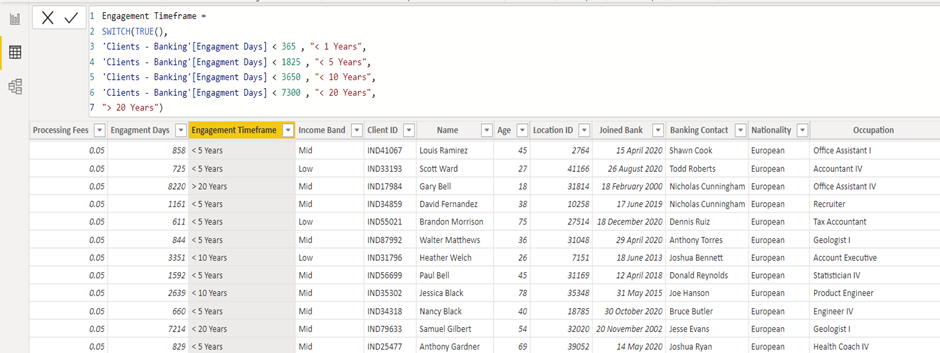 1 Engagement Timeframe =
2 SWITCH(TRUE(),
3 'Clients - Banking'[Engagment Days] < 365 , "< 1 Years",
4 'Clients - Banking'[Engagment Days] < 1825 , "< 5 Years",
5 'Clients - Banking'[Engagment Days] < 3650 , "< 10 Years",
6 'Clients - Banking'[Engagment Days] < 7300 , "< 20 Years",
7 "> 20 Years")
Processing Fees Engagment Days Engagement Timeframe Income Band Client ID Name Age Location ID Joined Bank Banking Contact Nationality Occupation
0.05 858 < 5 Years Mid IND41067 Louis Ramirez 45 2764 15 April 2020 Shawn Cook European Office Assistant I
0.05 725 < 5 Years Low IND33193 Scott Ward 27 41166 26 August 2020 Todd Roberts European Accountant IV
0.05 8220 > 20 Years Mid IND17984 Gary Bell 18 31814 18 February 2000 Nicholas Cunningham European Office Assistant IV
0.05 1161 < 5 Years Mid IND34859 David Fernandez 38 10258 17 June 2019 Nicholas Cunningham European Recruiter
0.05 611 < 5 Years Low IND55021 Brandon Morrison 75 27514 18 December 2020 Dennis Ruiz European Tax Accountant
0.05 844 < 5 Years Mid IND87992 Walter Matthews 36 31048 29 April 2020 Anthony Torres European Geologist I
0.05 3351 < 10 Years Low IND31796 Heather Welch 26 7151 18 June 2013 Joshua Bennett European Account Executive
0.05 1592 < 5 Years Mid IND56699 Paul Bell 45 31169 12 April 2018 Donald Reynolds European Statistician IV
0.05 2639 < 10 Years Mid IND35302 Jessica Black 78 35348 31 May 2015 Joe Hanson European Product Engineer
0.05 660 < 5 Years Mid IND34318 Nancy Black 40 18785 30 October 2020 Bruce Butler European Engineer IV
0.05 7214 < 20 Years Mid IND79633 Samuel Gilbert 54 32020 20 November 2002 Jesse Evans European Geologist I
0.05 829 < 5 Years Mid IND25477 Anthony Gardner 69 39052 14 May 2020 Joshua Ryan European Health Coach IV